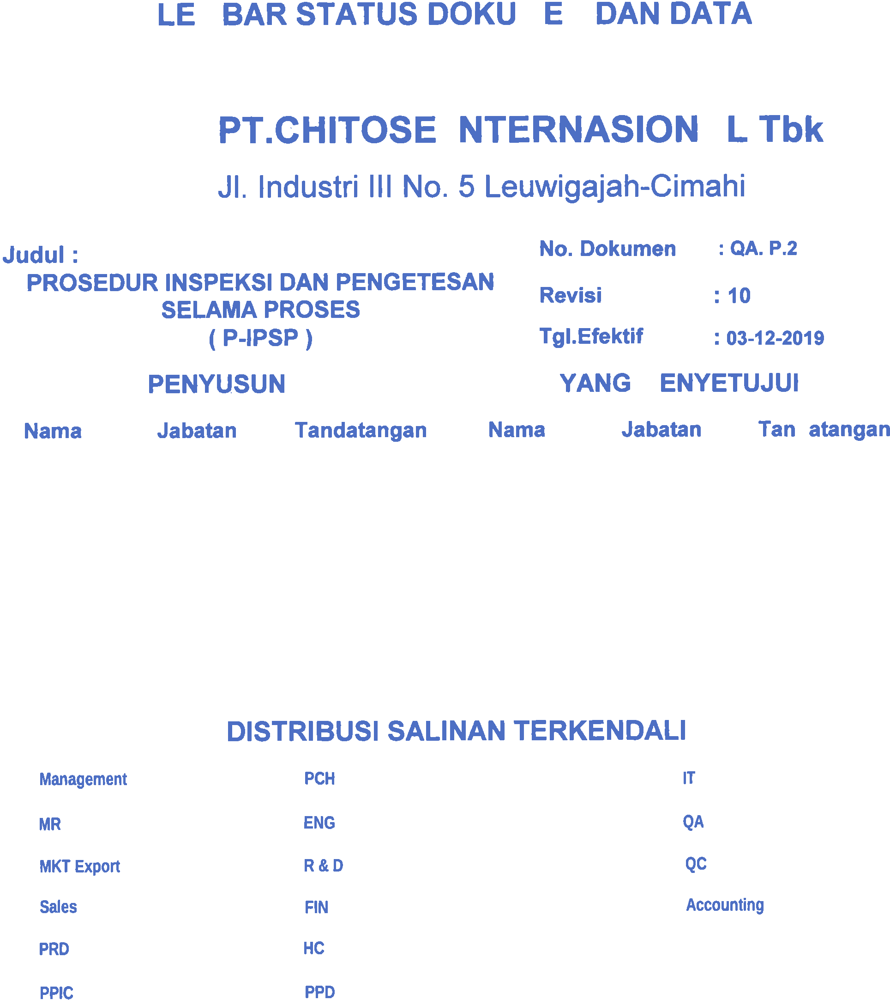 LE BAR STATUS DOKU E DAN DATA
PT.CHITOSE NTERNASION L Tbk
Jl. Industri III No. 5 Leuwigajah-Cimahi
Judul :
PROSEDUR INSPEKSI DAN PENGETESAN
SELAMA PROSES
( P-IPSP )
No. Dokumen : QA. P.2
Revisi : 10
Tgl.Efektif : 03-12-2019
PENYUSUN YANG ENYETUJUI
Nama Jabatan Tandatangan Nama Jabatan Tan atangan
DISTRIBUSI SALINAN TERKENDALI
Management PCH IT
MR ENG QA
MKT Export R & D QC
Sales FIN Accounting
PRD HC
PPIC PPD